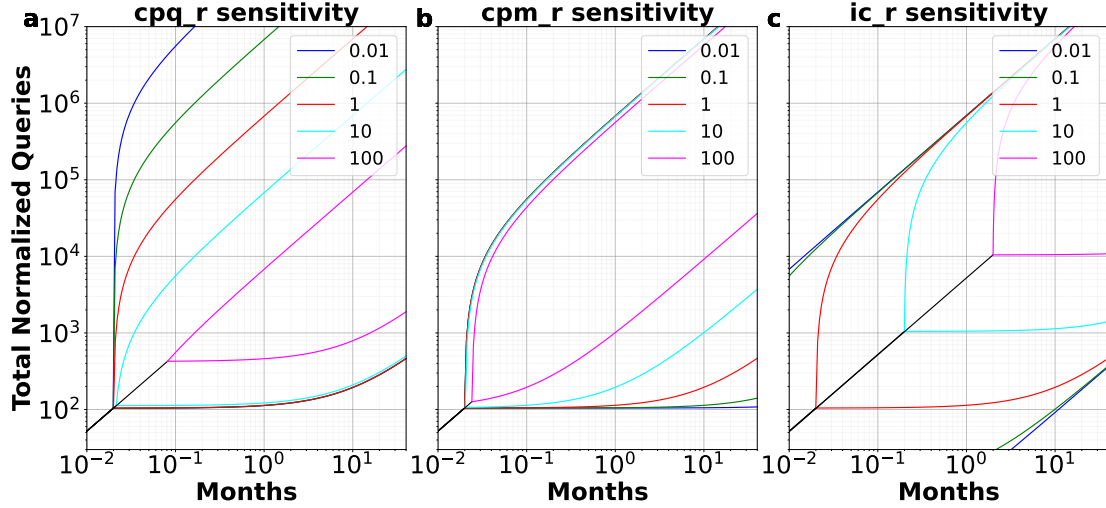 a cpq_r sensitivity
b cpm_r sensitivity
c ic_r sensitivity
Total Normalized Queries
10^7
10^6
10^5
10^4
10^3
10^2
0.01
0.1
1
10
100
0.01
0.1
1
10
100
0.01
0.1
1
10
100
10^-2 10^-1 10^0 10^1
10^-2 10^-1 10^0 10^1
10^-2 10^-1 10^0 10^1
Months
Months
Months